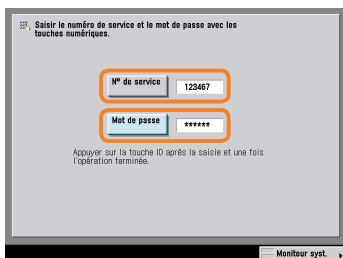 Saisir le numéro de service et le mot de passe avec les
touches numériques.
Nº de service
123467
Mot de passe
******
Appuyer sur la touche ID après la saisie et une fois
l'opération terminée.
Moniteur syst.